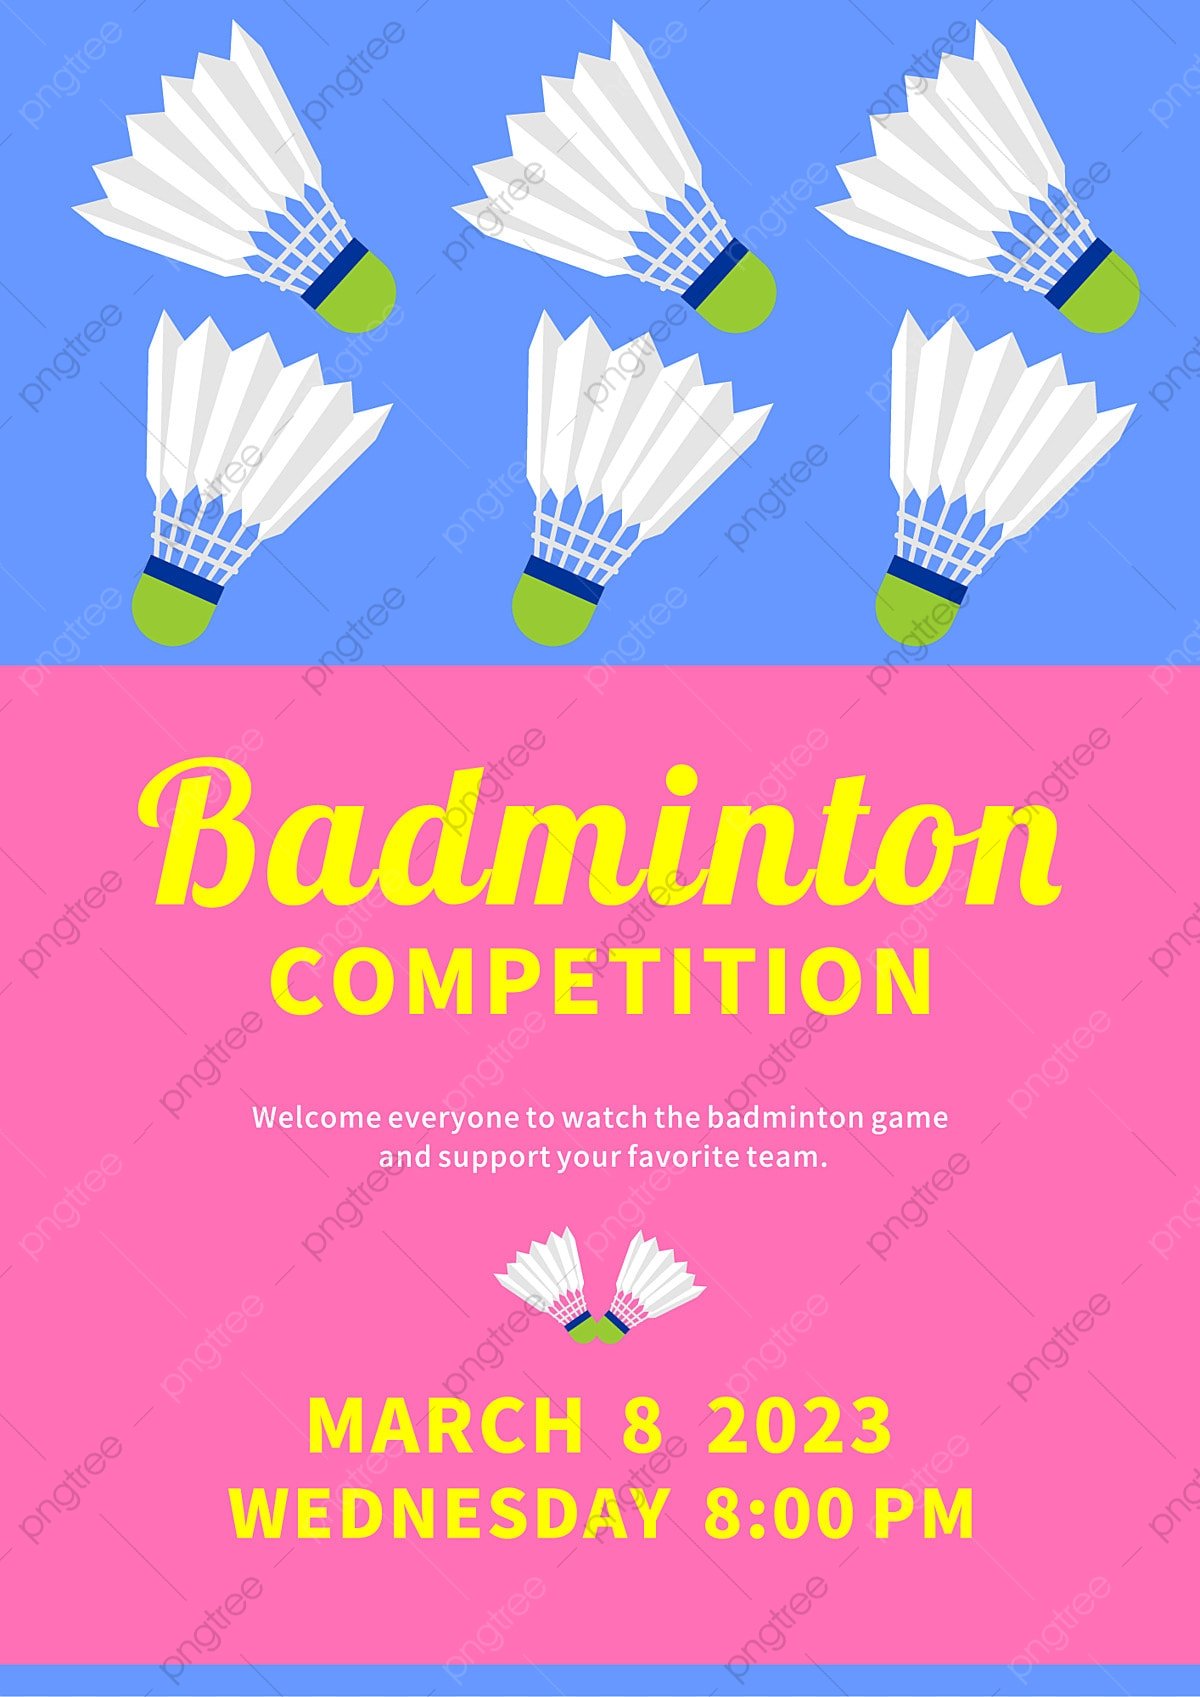 Badminton
COMPETITION
Welcome everyone to watch the badminton game
and support your favorite team.
MARCH 8 2023
WEDNESDAY 8:00 PM
pngtree